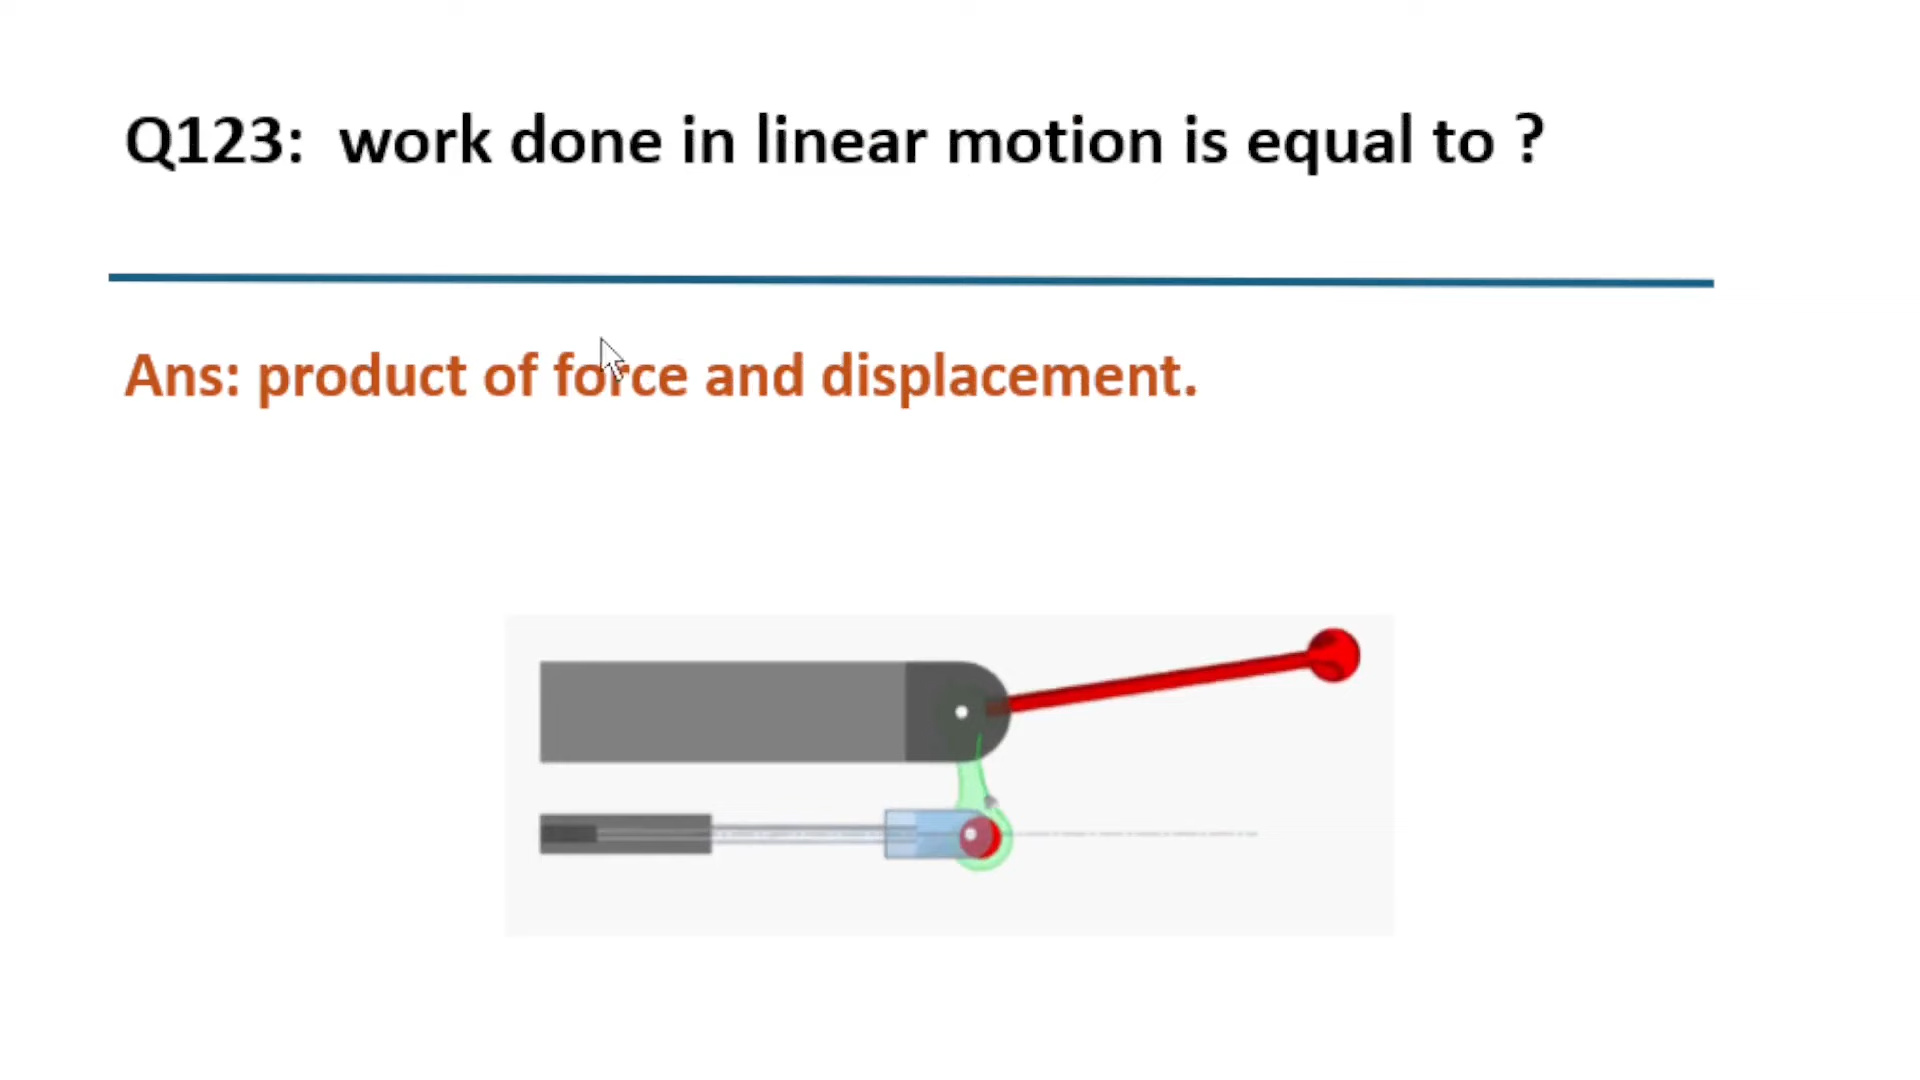 Q123: work done in linear motion is equal to ?
Ans: product of force and displacement.